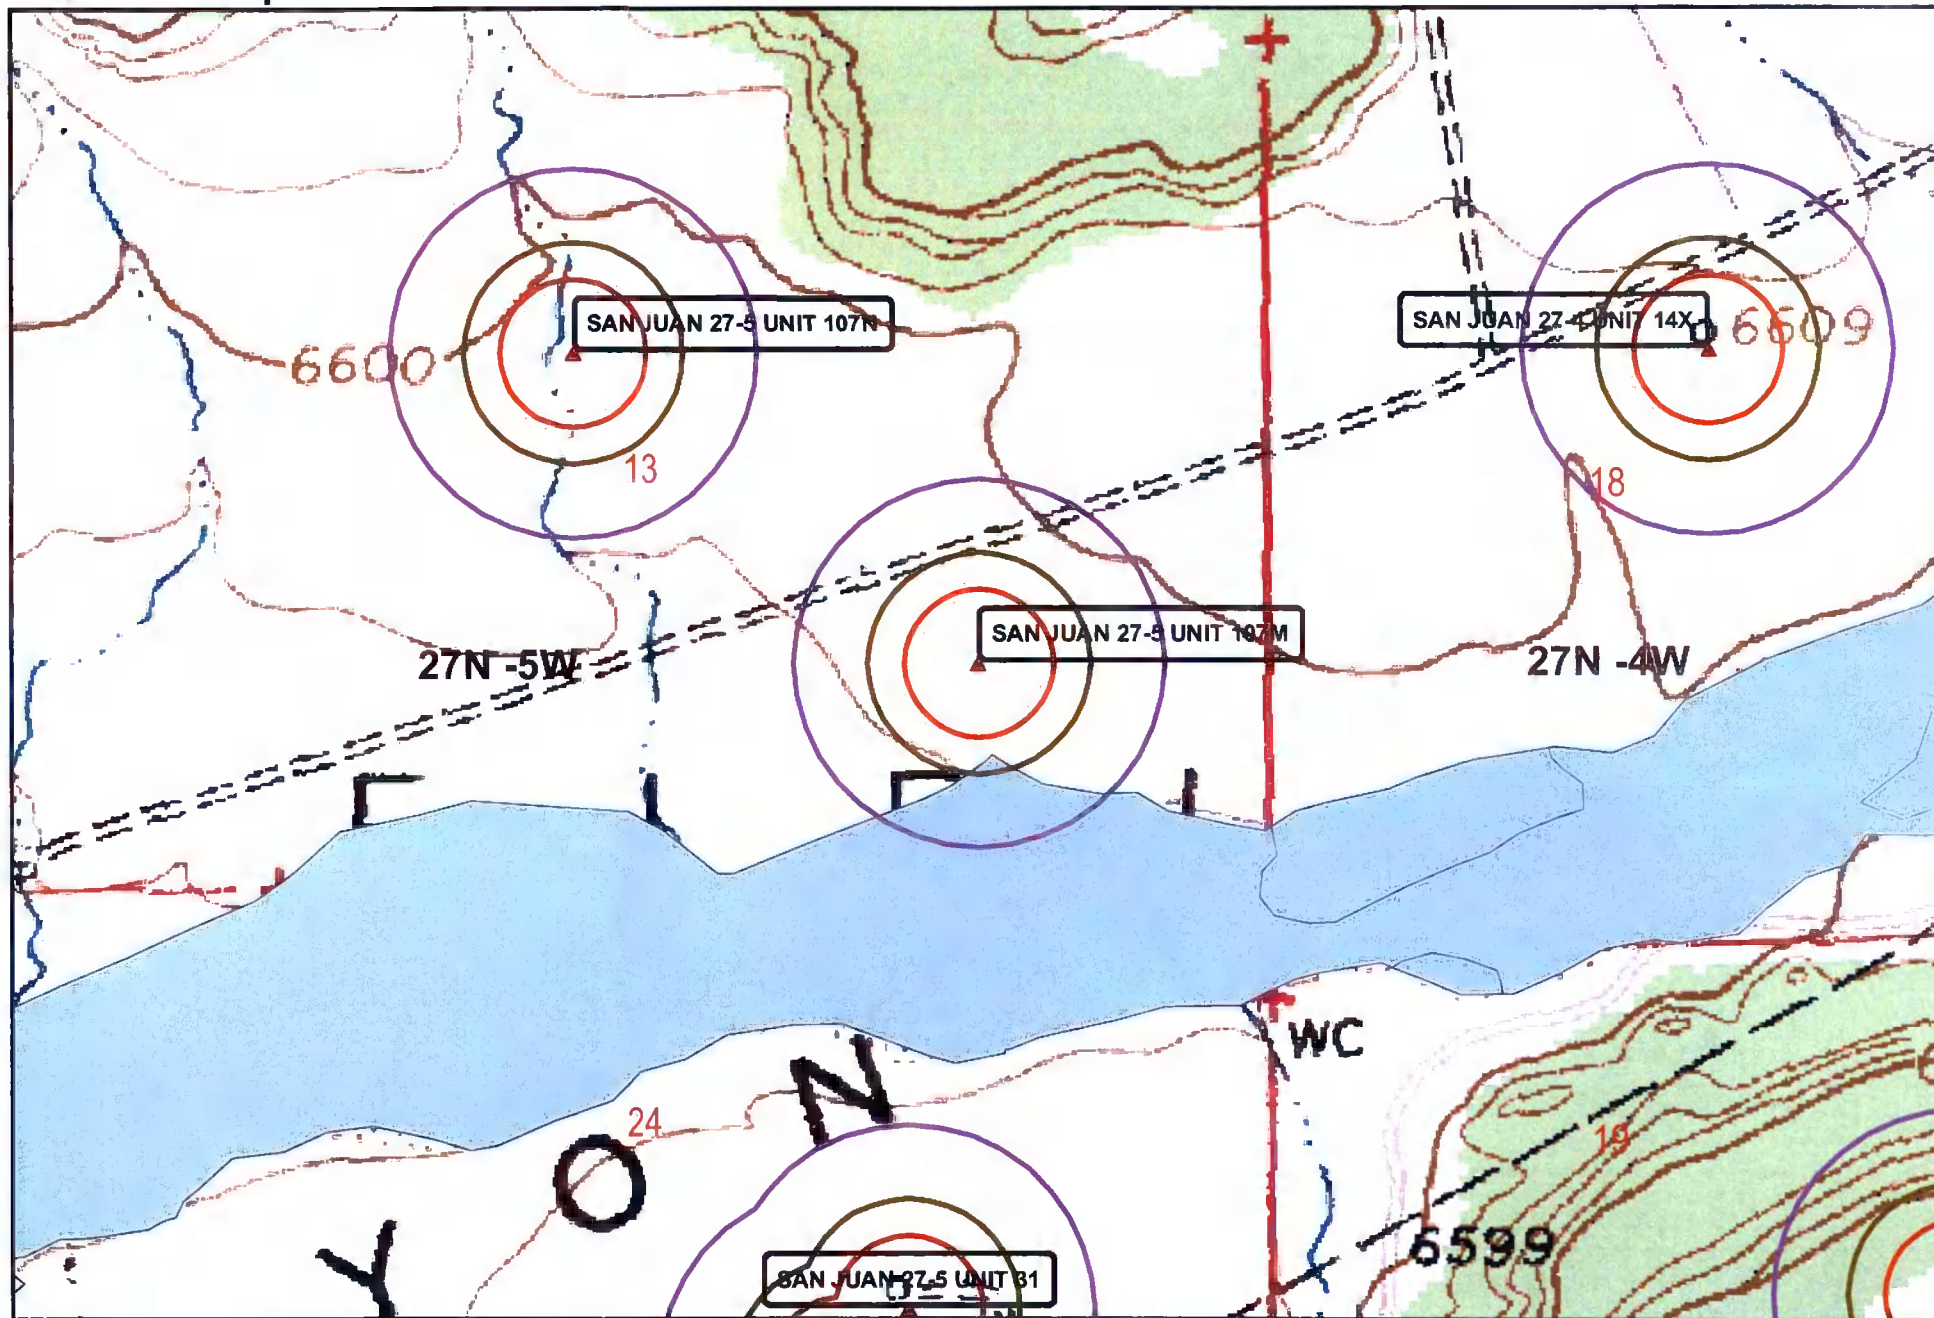 SAN JUAN 27-5 UNIT 107N
SAN JUAN 27-4 UNIT 14X
6609
6600
13
18
SAN JUAN 27-5 UNIT 107M
27N -5W
27N -4W
WC
N
24
19
O
6599
Y
SAN JUAN 27-5 UNIT 31